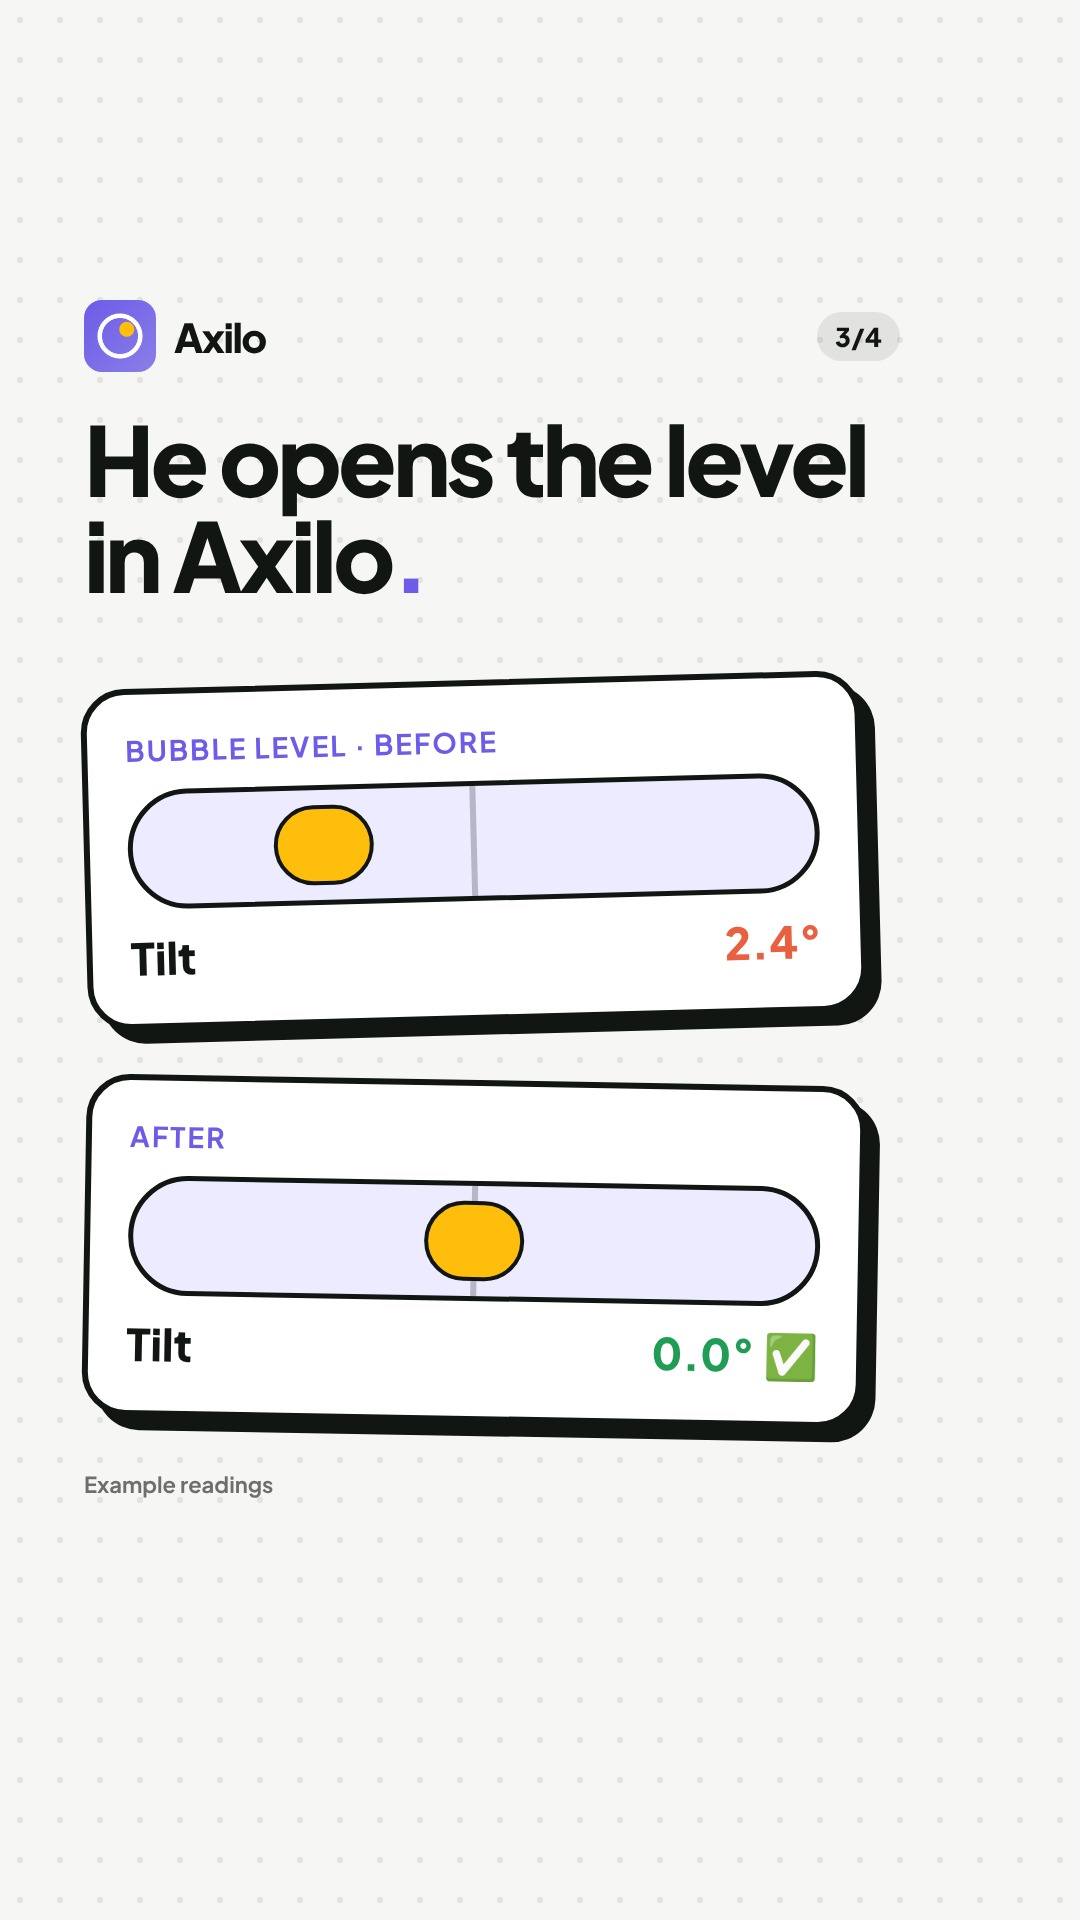 Axilo
3/4
He opens the level
in Axilo.
BUBBLE LEVEL · BEFORE
Tilt
2.4°
AFTER
Tilt
0.0° ✅
Example readings